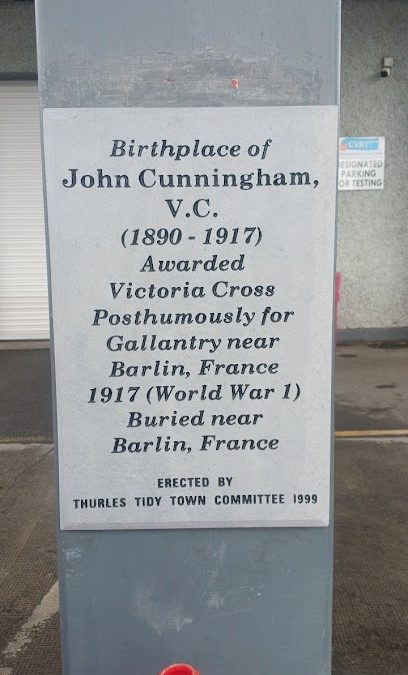 Birthplace of
John Cunningham,
V.C.
(1890 - 1917)
Awarded
Victoria Cross
Posthumously for
Gallantry near
Barlin, France
1917 (World War 1)
Buried near
Barlin, France
ERECTED BY
THURLES TIDY TOWN COMMITTEE 1999
CVRT
DESIGNATED
PARKING
FOR TESTING